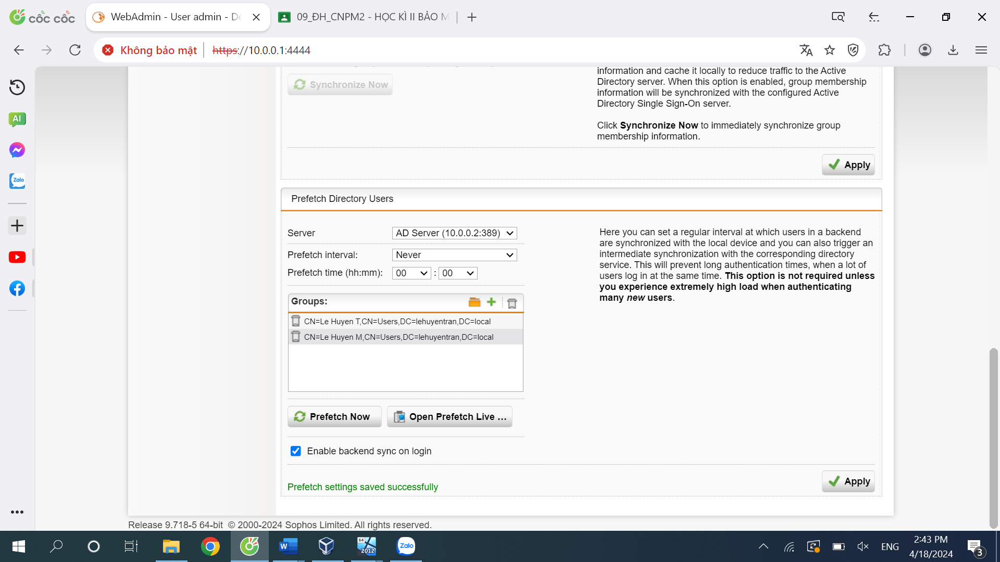 cốc cốc
WebAdmin - User admin - De
09_ĐH_CNPM2 - HỌC KÌ II BẢO M
Không bảo mật
https://10.0.0.1:4444
AI
Zalo
Synchronize Now
information and cache it locally to reduce traffic to the Active
Directory server. When this option is enabled, group membership
information will be synchronized with the configured Active
Directory Single Sign-On server.
Click Synchronize Now to immediately synchronize group
membership information.
Apply
Prefetch Directory Users
Server
AD Server (10.0.0.2:389)
Prefetch interval:
Never
Prefetch time (hh:mm):
00 : 00
Groups:
CN=Le Huyen T,CN=Users,DC=lehuyentran,DC=local
CN=Le Huyen M,CN=Users,DC=lehuyentran,DC=local
Here you can set a regular interval at which users in a backend
are synchronized with the local device and you can also trigger an
intermediate synchronization with the corresponding directory
service. This will prevent long authentication times, when a lot of
users log in at the same time. This option is not required unless
you experience extremely high load when authenticating
many new users.
Prefetch Now
Open Prefetch Live ...
Enable backend sync on login
Prefetch settings saved successfully
Apply
Release 9.718-5 64-bit © 2000-2024 Sophos Limited. All rights reserved.
W
64
2012
Zalo
ENG
2:43 PM
4/18/2024
3